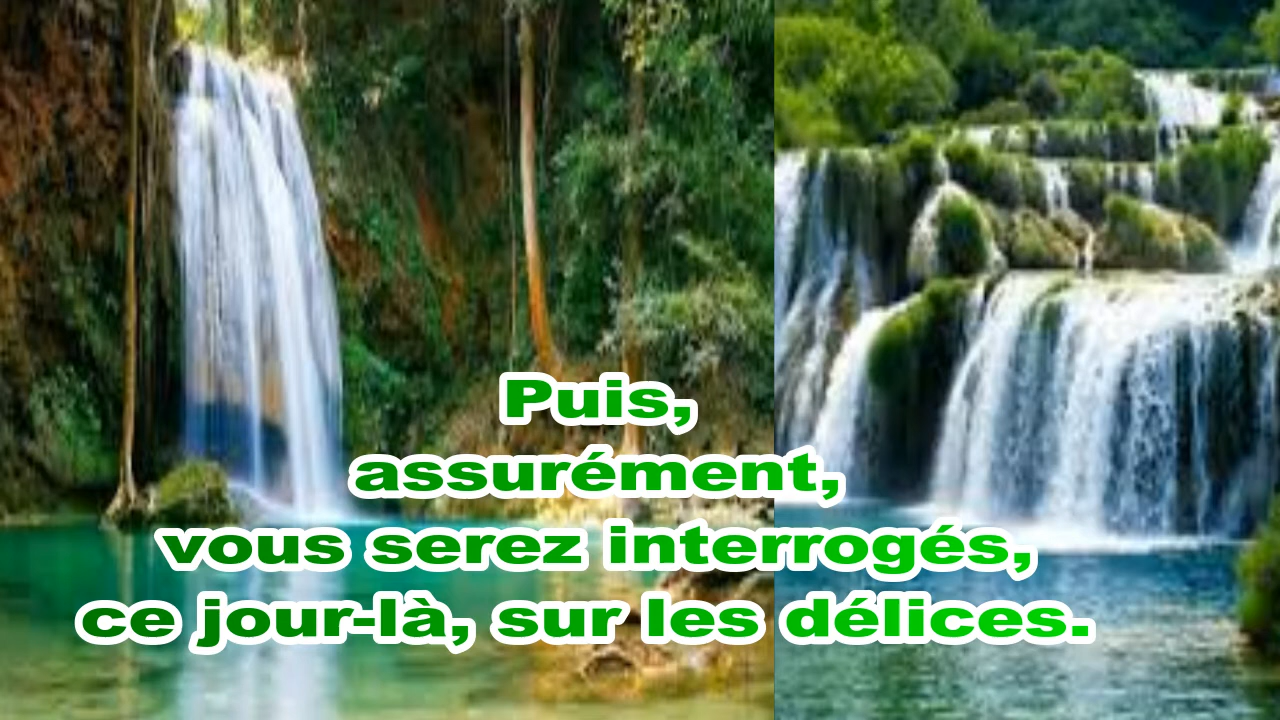 Puis,
assurément,
vous serez interrogés,
ce jour-là, sur les délices.